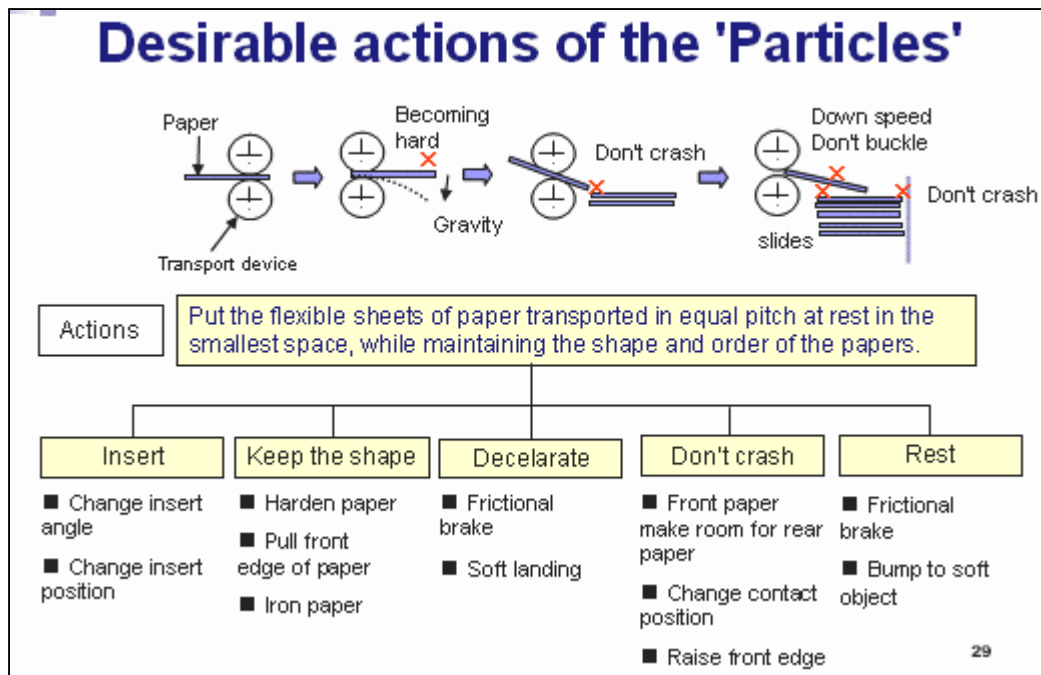 Desirable actions of the 'Particles'
Paper
Transport device
Becoming
hard
Gravity
Don't crash
Down speed
Don't buckle
Don't crash
slides
Actions
Put the flexible sheets of paper transported in equal pitch at rest in the
smallest space, while maintaining the shape and order of the papers.
Insert
■ Change insert
angle
■ Change insert
position
Keep the shape
■ Harden paper
■ Pull front
edge of paper
■ Iron paper
Decelarate
■ Frictional
brake
■ Soft landing
Don't crash
■ Front paper
make room for rear
paper
■ Change contact
position
■ Raise front edge
Rest
■ Frictional
brake
■ Bump to soft
object
29